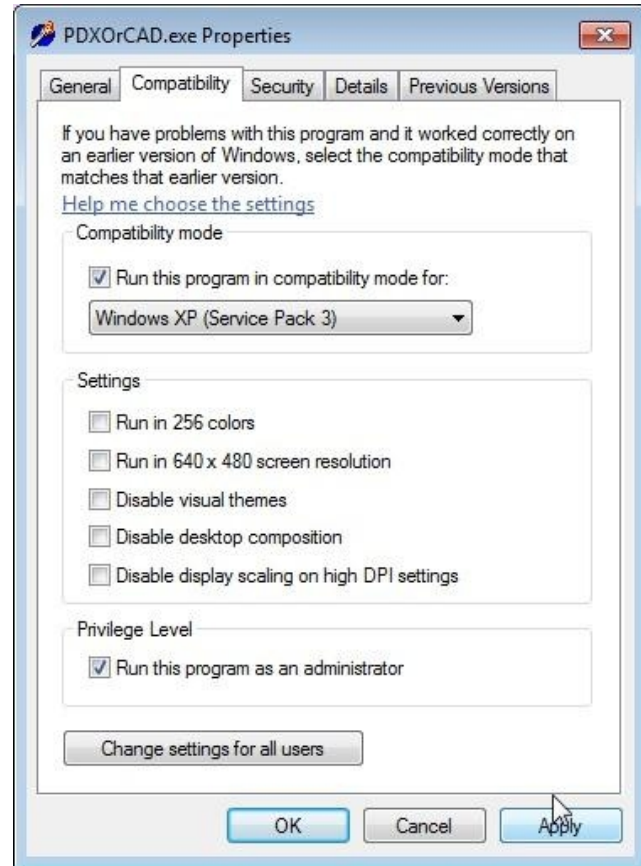 PDXOrCAD.exe Properties
General Compatibility Security Details Previous Versions
If you have problems with this program and it worked correctly on
an earlier version of Windows, select the compatibility mode that
matches that earlier version.
Help me choose the settings
Compatibility mode
Run this program in compatibility mode for:
Windows XP (Service Pack 3)
Settings
Run in 256 colors
Run in 640 x 480 screen resolution
Disable visual themes
Disable desktop composition
Disable display scaling on high DPI settings
Privilege Level
Run this program as an administrator
Change settings for all users
OK Cancel Apply